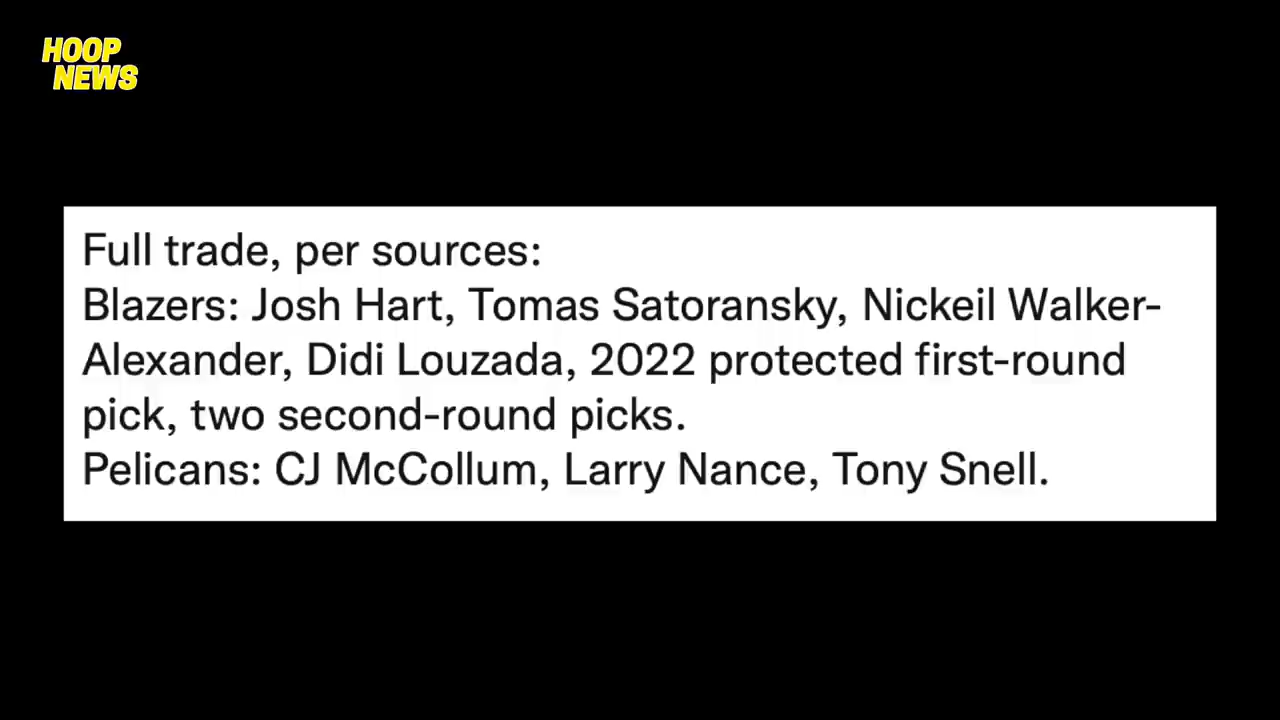 HOOP
NEWS
Full trade, per sources:
Blazers: Josh Hart, Tomas Satoransky, Nickeil Walker-
Alexander, Didi Louzada, 2022 protected first-round
pick, two second-round picks.
Pelicans: CJ McCollum, Larry Nance, Tony Snell.